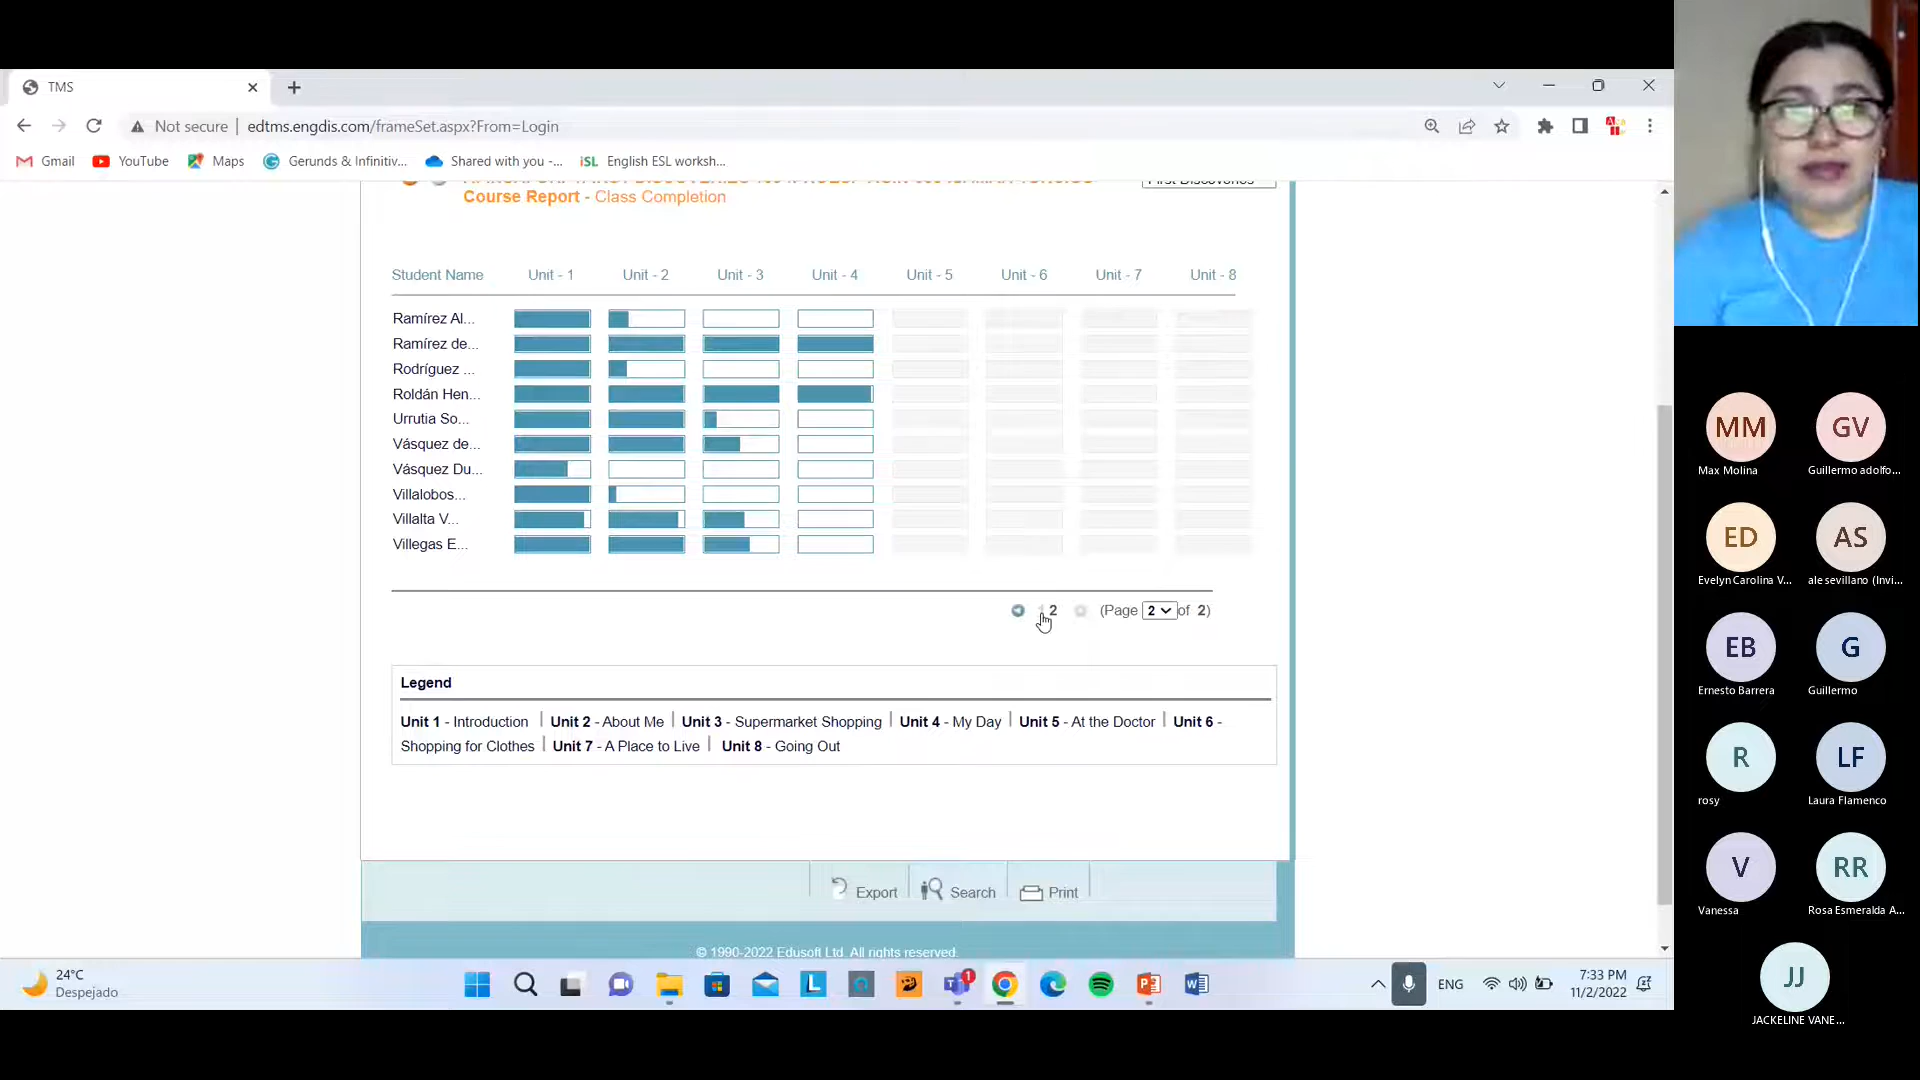 TMS
Not secure | edtms.engdis.com/frameSet.aspx?From=Login
Gmail YouTube Maps Gerunds & Infinitiv... Shared with you -... iSL English ESL worksh...
Course Report - Class Completion
Student Name Unit - 1 Unit - 2 Unit - 3 Unit - 4 Unit - 5 Unit - 6 Unit - 7 Unit - 8
Ramírez Al...
Ramírez de...
Rodríguez ...
Roldán Hen...
Urrutia So...
Vásquez de...
Vásquez Du...
Villalobos...
Villalta V...
Villegas E...
2 (Page 2 of 2)
Legend
Unit 1 - Introduction | Unit 2 - About Me | Unit 3 - Supermarket Shopping | Unit 4 - My Day | Unit 5 - At the Doctor | Unit 6 -
Shopping for Clothes | Unit 7 - A Place to Live | Unit 8 - Going Out
Export Search Print
© 1990-2022 Edusoft Ltd. All rights reserved.
24°C
Despejado
1
ENG
7:33 PM
11/2/2022
MM GV
Max Molina Guillermo adolfo...
ED AS
Evelyn Carolina V... ale sevillano (Invi...
EB G
Ernesto Barrera Guillermo
R LF
rosy Laura Flamenco
V RR
Vanessa Rosa Esmeralda A...
JJ
JACKELINE VANE...